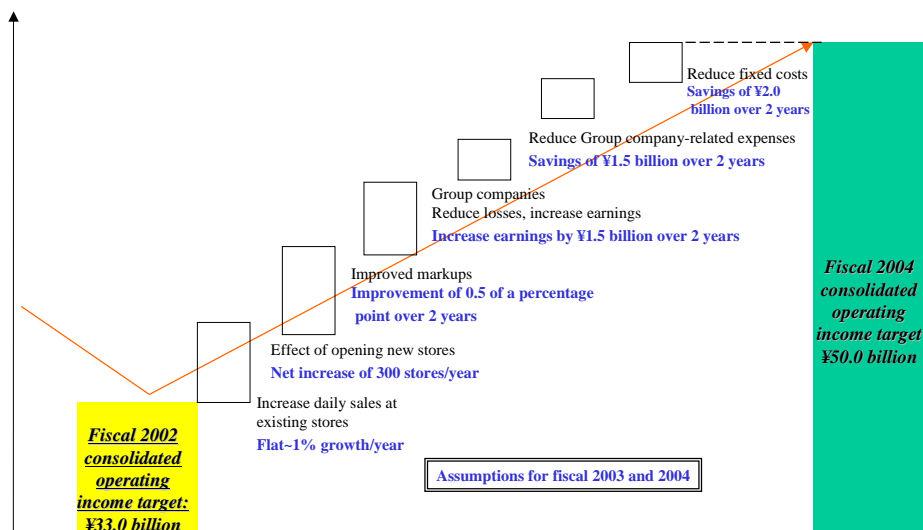 Reduce fixed costs
Savings of ¥2.0
billion over 2 years
Reduce Group company-related expenses
Savings of ¥1.5 billion over 2 years
Group companies
Reduce losses, increase earnings
Increase earnings by ¥1.5 billion over 2 years
Improved markups
Improvement of 0.5 of a percentage
point over 2 years
Effect of opening new stores
Net increase of 300 stores/year
Increase daily sales at
existing stores
Flat~1% growth/year
Fiscal 2002
consolidated
operating
income target:
¥33.0 billion
Assumptions for fiscal 2003 and 2004
Fiscal 2004
consolidated
operating
income target
¥50.0 billion